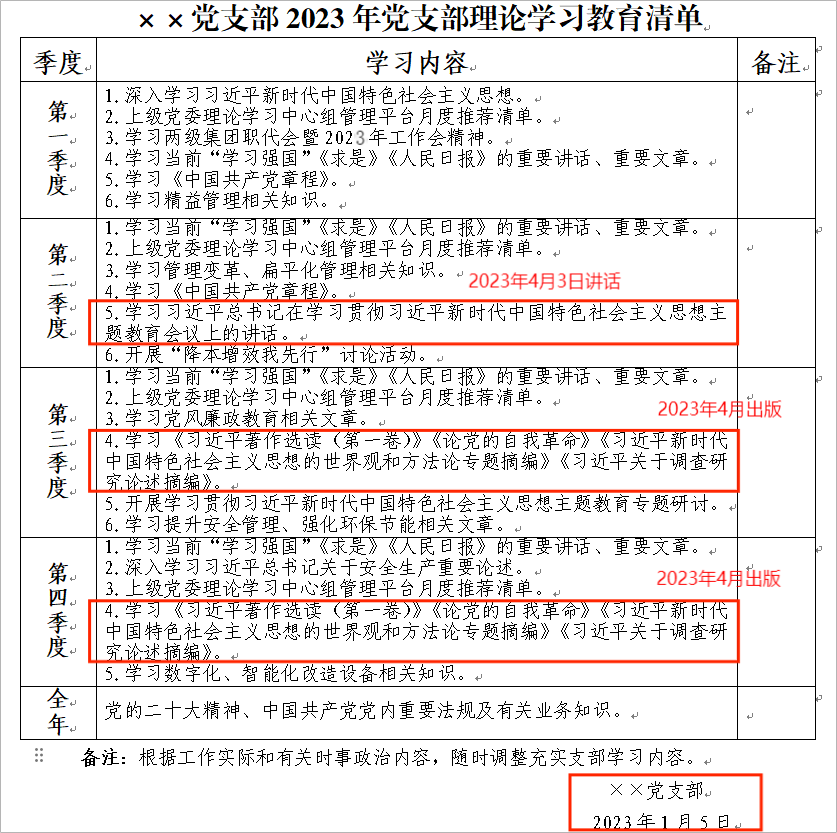 ××党支部2023年党支部理论学习教育清单
季度 学习内容 备注
第一季度
1.深入学习习近平新时代中国特色社会主义思想。
2.上级党委理论学习中心组管理平台月度推荐清单。
3.学习两级集团职代会暨2023年工作会精神。
4.学习当前“学习强国”《求是》《人民日报》的重要讲话、重要文章。
5.学习《中国共产党章程》。
6.学习精益管理相关知识。
第二季度
1.学习当前“学习强国”《求是》《人民日报》的重要讲话、重要文章。
2.上级党委理论学习中心组管理平台月度推荐清单。
3.学习管理变革、扁平化管理相关知识。
2023年4月3日讲话
4.学习《中国共产党章程》。
5.学习习近平总书记在学习贯彻习近平新时代中国特色社会主义思想主
题教育会议上的讲话。
6.开展“降本增效我先行”讨论活动。
第三季度
1.学习当前“学习强国”《求是》《人民日报》的重要讲话、重要文章。
2.上级党委理论学习中心组管理平台月度推荐清单。
2023年4月出版
3.学习党风廉政教育相关文章。
4.学习《习近平著作选读（第一卷）》《论党的自我革命》《习近平新时代
中国特色社会主义思想的世界观和方法论专题摘编》《习近平关于调查研
究论述摘编》。
5.开展学习贯彻习近平新时代中国特色社会主义思想主题教育专题研讨。
6.学习提升安全管理、强化环保节能相关文章。
第四季度
1.学习当前“学习强国”《求是》《人民日报》的重要讲话、重要文章。
2.深入学习习近平总书记关于安全生产重要论述。
2023年4月出版
3.上级党委理论学习中心组管理平台月度推荐清单。
4.学习《习近平著作选读（第一卷）》《论党的自我革命》《习近平新时代
中国特色社会主义思想的世界观和方法论专题摘编》《习近平关于调查研
究论述摘编》。
5.学习数字化、智能化改造设备相关知识。
全年
党的二十大精神、中国共产党党内重要法规及有关业务知识。
备注：根据工作实际和有关时事政治内容，随时调整充实支部学习内容。
××党支部
2023年1月5日